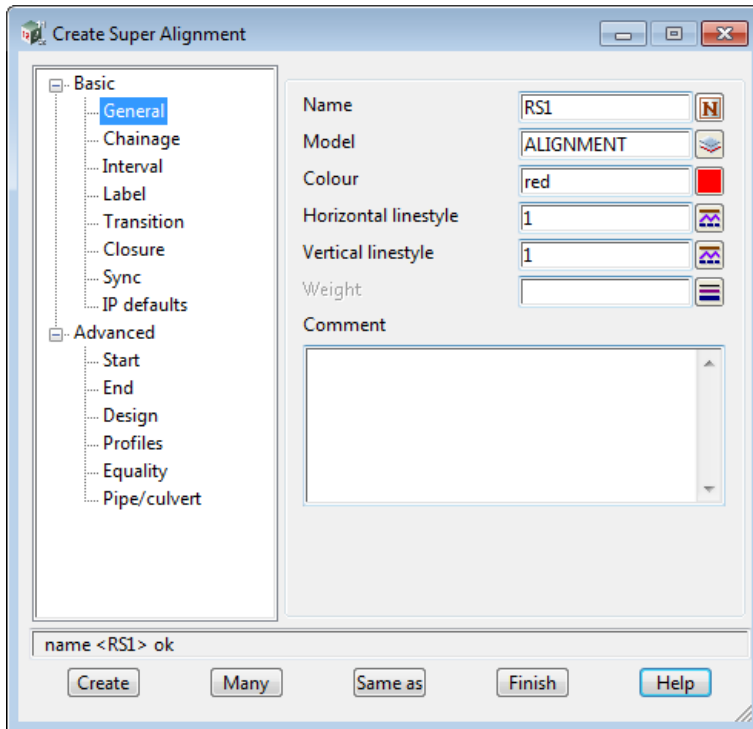 Create Super Alignment
Basic
General
Chainage
Interval
Label
Transition
Closure
Sync
IP defaults
Advanced
Start
End
Design
Profiles
Equality
Pipe/culvert
Name RS1 N
Model ALIGNMENT
Colour red
Horizontal linestyle 1
Vertical linestyle 1
Weight
Comment
name <RS1> ok
Create Many Same as Finish Help